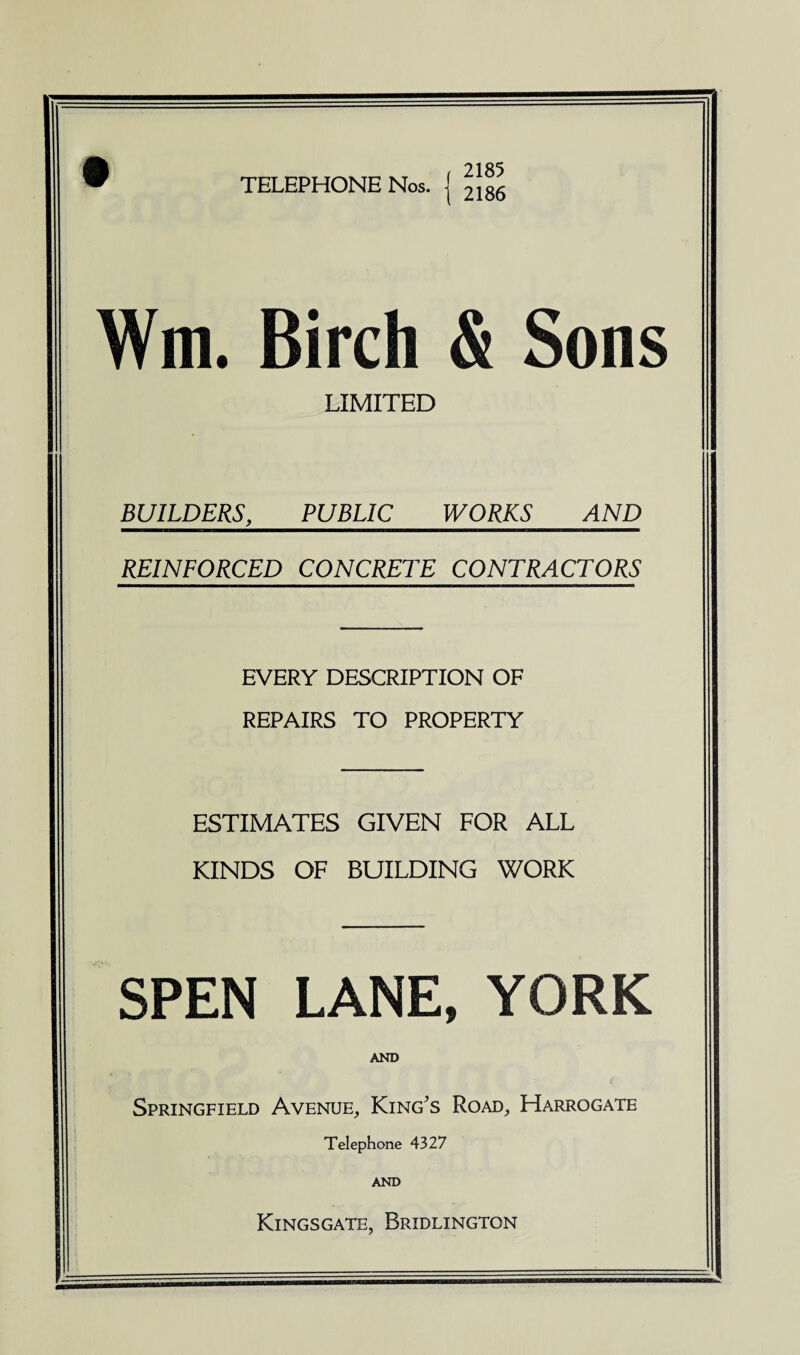 TELEPHONE Nos. { 2185
2186
Wm. Birch & Sons
LIMITED
BUILDERS, PUBLIC WORKS AND
REINFORCED CONCRETE CONTRACTORS
EVERY DESCRIPTION OF
REPAIRS TO PROPERTY
ESTIMATES GIVEN FOR ALL
KINDS OF BUILDING WORK
SPEN LANE, YORK
AND
Springfield Avenue, King's Road, Harrogate
Telephone 4327
AND
Kingsgate, Bridlington